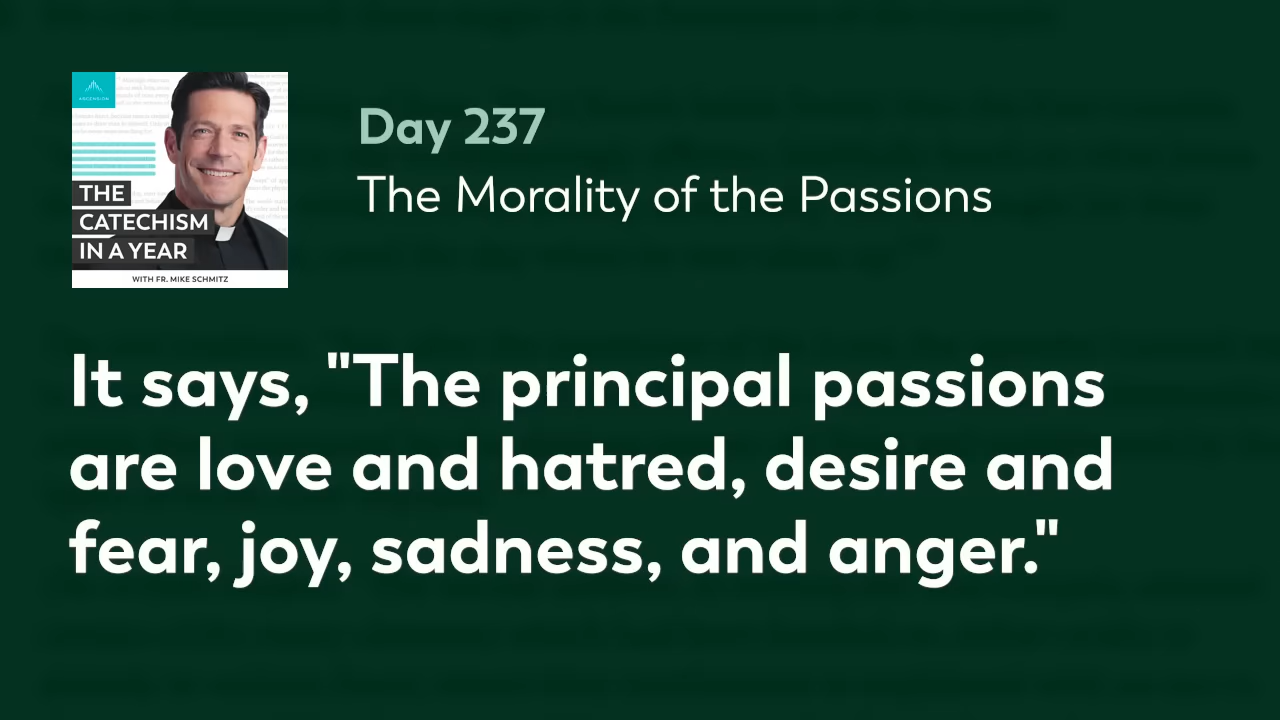 ASCENSION
THE
CATECHISM
IN A YEAR
WITH FR. MIKE SCHMITZ
Day 237
The Morality of the Passions
It says, "The principal passions
are love and hatred, desire and
fear, joy, sadness, and anger."